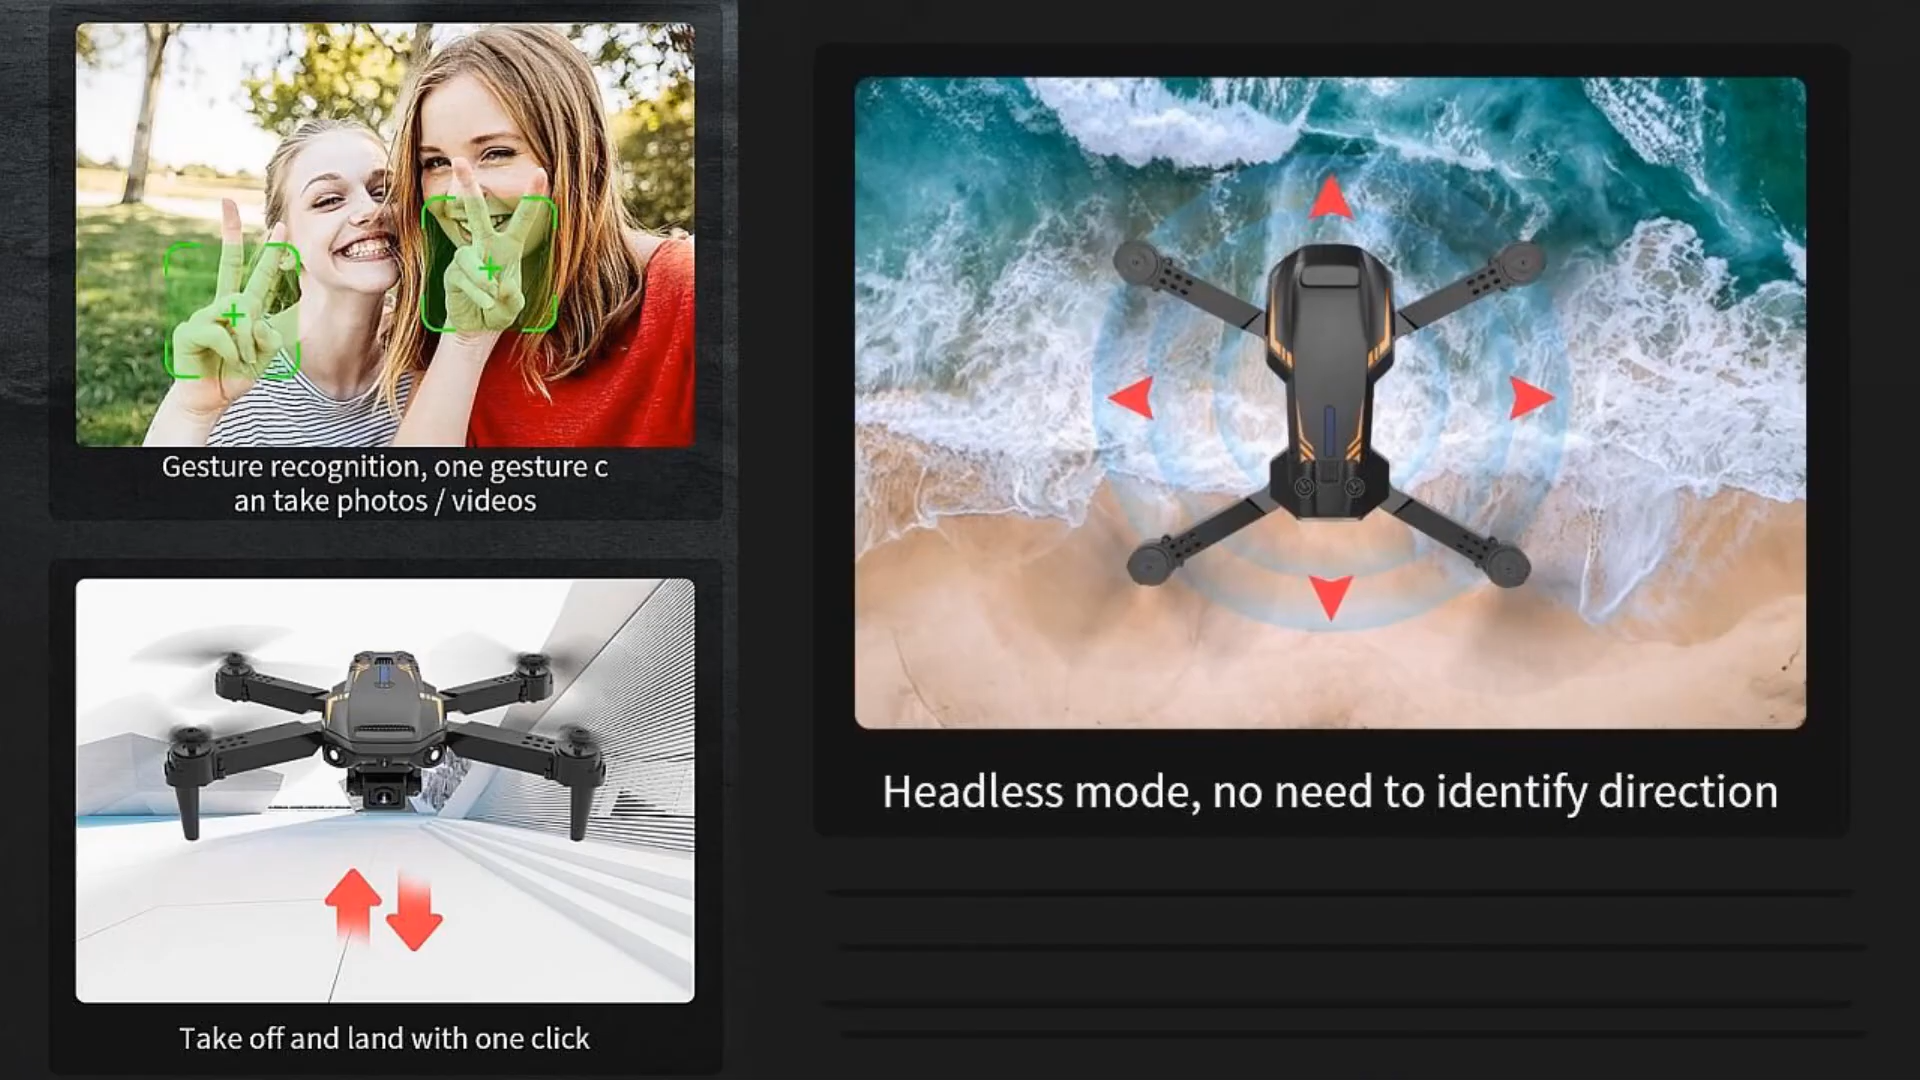 Gesture recognition, one gesture c
an take photos / videos
Take off and land with one click
Headless mode, no need to identify direction